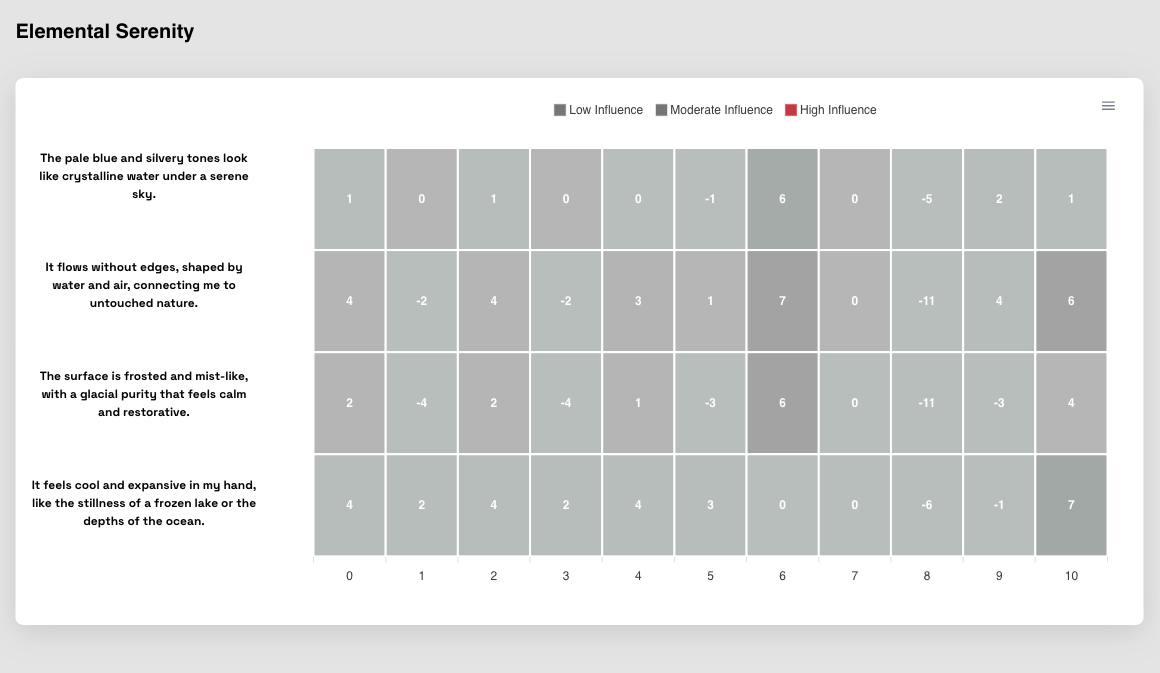 Elemental Serenity
Low Influence Moderate Influence High Influence
The pale blue and silvery tones look
like crystalline water under a serene
sky.
1 0 1 0 0 -1 6 0 -5 2 1
It flows without edges, shaped by
water and air, connecting me to
untouched nature.
4 -2 4 -2 3 1 7 0 -11 4 6
The surface is frosted and mist-like,
with a glacial purity that feels calm
and restorative.
2 -4 2 -4 1 -3 6 0 -11 -3 4
It feels cool and expansive in my hand,
like the stillness of a frozen lake or the
depths of the ocean.
4 2 4 2 4 3 0 0 -6 -1 7
0 1 2 3 4 5 6 7 8 9 10